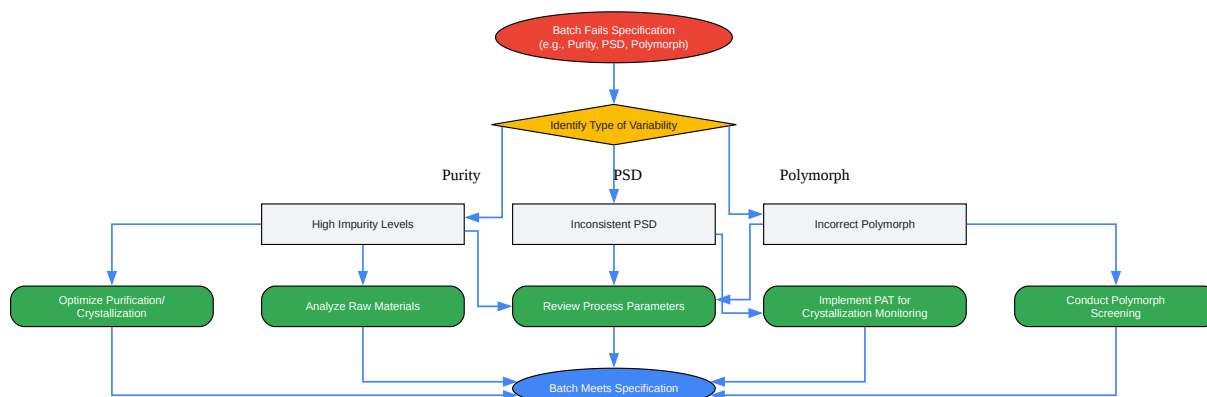 Batch Fails Specification
(e.g., Purity, PSD, Polymorph)
Identify Type of Variability
Purity
PSD
Polymorph
High Impurity Levels
Inconsistent PSD
Incorrect Polymorph
Optimize Purification/
Crystallization
Analyze Raw Materials
Review Process Parameters
Implement PAT for
Crystallization Monitoring
Conduct Polymorph
Screening
Batch Meets Specification